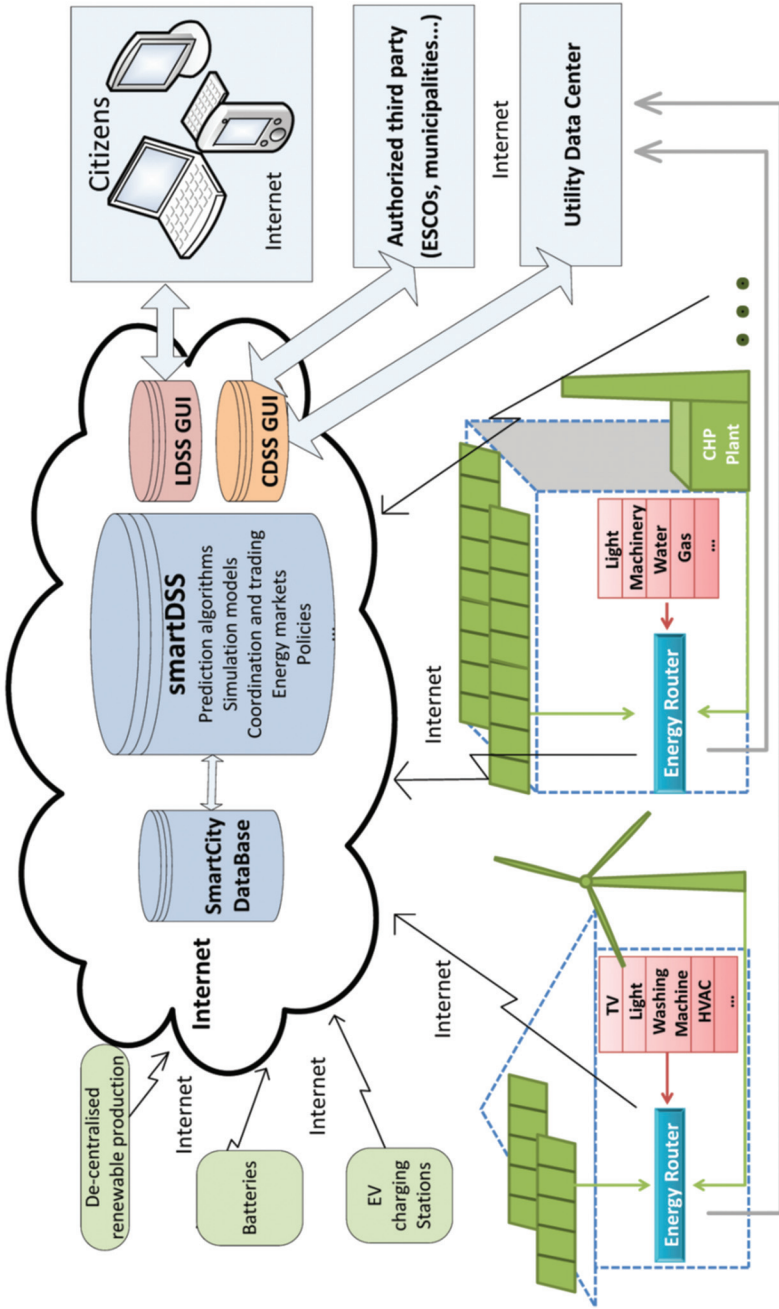 De-centralised
renewable production
Internet
Batteries
Internet
EV
charging
Stations
Internet
SmartCity
DataBase
smartDSS
Prediction algorithms
Simulation models
Coordination and trading
Energy markets
Policies
...
LDSS GUI
CDSS GUI
Citizens
Internet
Authorized third party
(ESCOs, municipalities...)
Internet
Utility Data Center
Internet
Internet
TV
Light
Washing
Machine
HVAC
...
Energy Router
Light
Machinery
Water
Gas
...
Energy Router
CHP
Plant